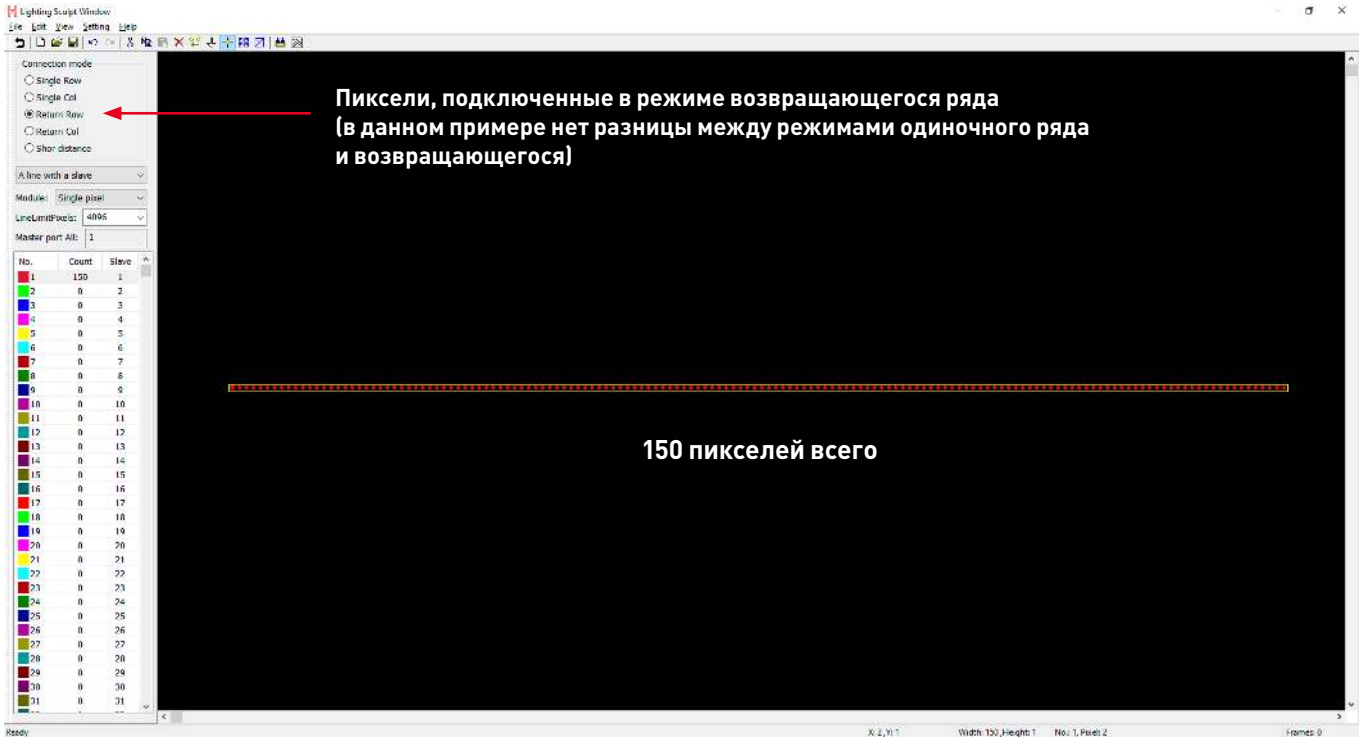 Lighting Sculpt Window
File Edit View Setting Help
Connection mode
Single Row
Single Col
Return Row
Return Col
Shor distance
A line with a slave
Module: Single pixel
LineLimitPixels: 4096
Master port All: 1
No. Count Slave
1 150 1
2 0 2
3 0 3
4 0 4
5 0 5
6 0 6
7 0 7
8 0 8
9 0 9
10 0 10
11 0 11
12 0 12
13 0 13
14 0 14
15 0 15
16 0 16
17 0 17
18 0 18
19 0 19
20 0 20
21 0 21
22 0 22
23 0 23
24 0 24
25 0 25
26 0 26
27 0 27
28 0 28
29 0 29
30 0 30
31 0 31
Пиксели, подключенные в режиме возвращающегося ряда
(в данном примере нет разницы между режимами одиночного ряда
и возвращающегося)
150 пикселей всего
Ready
X: 2, Y: 1
Width: 150, Height: 1
No.: 1, Pixel: 2
Frames: 0